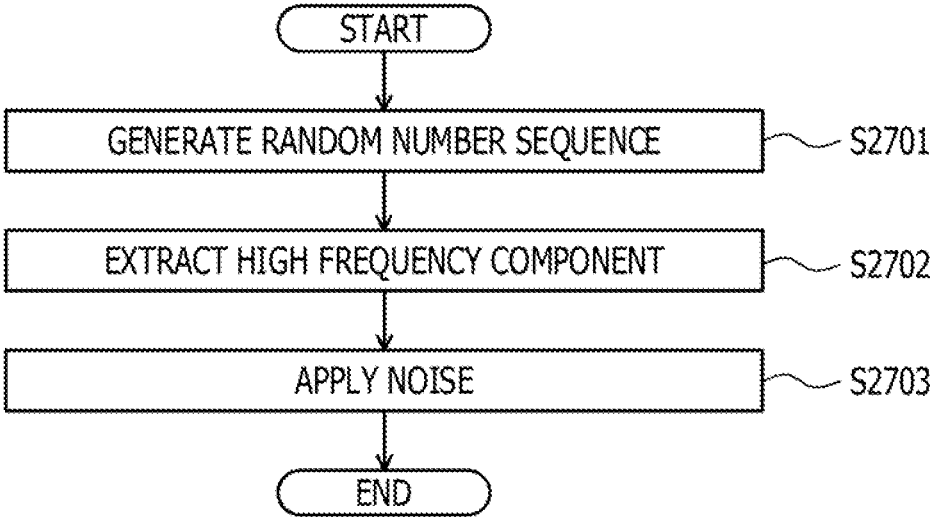 START
GENERATE RANDOM NUMBER SEQUENCE
S2701
EXTRACT HIGH FREQUENCY COMPONENT
S2702
APPLY NOISE
S2703
END